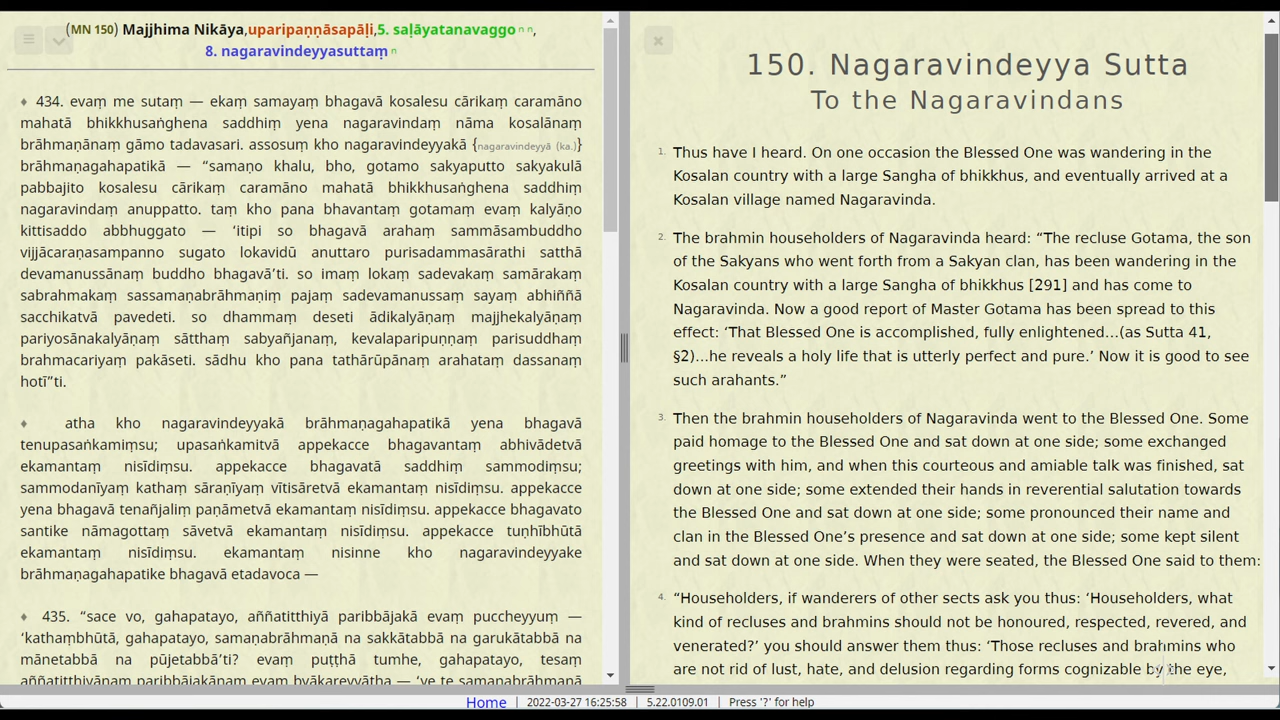 (MN 150) Majjhima Nikāya,uparipaṇṇāsapāḷi,5. saḷāyatanavaggo n n,
8. nagaravindeyyasuttaṃ n
♦ 434. evaṃ me sutaṃ — ekaṃ samayaṃ bhagavā kosalesu cārikaṃ caramāno
mahatā bhikkhusaṅghena saddhiṃ yena nagaravindaṃ nāma kosalānaṃ
brāhmaṇānaṃ gāmo tadavasari. assosuṃ kho nagaravindeyyakā {nagaravindeyyā (ka.)}
brāhmaṇagahapatikā — “samaṇo khalu, bho, gotamo sakyaputto sakyakulā
pabbajito kosalesu cārikaṃ caramāno mahatā bhikkhusaṅghena saddhiṃ
nagaravindaṃ anuppatto. taṃ kho pana bhavantaṃ gotamaṃ evaṃ kalyāṇo
kittisaddo abbhuggato — ‘itipi so bhagavā arahaṃ sammāsambuddho
vijjācaraṇasampanno sugato lokavidū anuttaro purisadammasārathi satthā
devamanussānaṃ buddho bhagavā’ti. so imaṃ lokaṃ sadevakaṃ samārakaṃ
sabrahmakaṃ sassamaṇabrāhmaṇiṃ pajaṃ sadevamanussaṃ sayaṃ abhiññā
sacchikatvā pavedeti. so dhammaṃ deseti ādikalyāṇaṃ majjhekalyāṇaṃ
pariyosānakalyāṇaṃ sātthaṃ sabyañjanaṃ, kevalaparipuṇṇaṃ parisuddhaṃ
brahmacariyaṃ pakāseti. sādhu kho pana tathārūpānaṃ arahataṃ dassanaṃ
hotī”ti.
♦ atha kho nagaravindeyyakā brāhmaṇagahapatikā yena bhagavā
tenupasaṅkamiṃsu; upasaṅkamitvā appekacce bhagavantaṃ abhivādetvā
ekamantaṃ nisīdiṃsu. appekacce bhagavatā saddhiṃ sammodiṃsu;
sammodanīyaṃ kathaṃ sāraṇīyaṃ vītisāretvā ekamantaṃ nisīdiṃsu. appekacce
yena bhagavā tenañjaliṃ paṇāmetvā ekamantaṃ nisīdiṃsu. appekacce bhagavato
santike nāmagottaṃ sāvetvā ekamantaṃ nisīdiṃsu. appekacce tuṇhībhūtā
ekamantaṃ nisīdiṃsu. ekamantaṃ nisinne kho nagaravindeyyake
brāhmaṇagahapatike bhagavā etadavoca —
♦ 435. “sace vo, gahapatayo, aññatitthiyā paribbājakā evaṃ puccheyyuṃ —
‘kathaṃbhūtā, gahapatayo, samaṇabrāhmaṇā na sakkātabbā na garukātabbā na
mānetabbā na pūjetabbā’ti? evaṃ puṭṭhā tumhe, gahapatayo, tesaṃ
aññatitthiyānaṃ paribbājakānaṃ evaṃ byākareyyātha — ‘ye te samaṇabrāhmaṇā
150. Nagaravindeyya Sutta
To the Nagaravindans
1. Thus have I heard. On one occasion the Blessed One was wandering in the
Kosalan country with a large Sangha of bhikkhus, and eventually arrived at a
Kosalan village named Nagaravinda.
2. The brahmin householders of Nagaravinda heard: “The recluse Gotama, the son
of the Sakyans who went forth from a Sakyan clan, has been wandering in the
Kosalan country with a large Sangha of bhikkhus [291] and has come to
Nagaravinda. Now a good report of Master Gotama has been spread to this
effect: ‘That Blessed One is accomplished, fully enlightened…(as Sutta 41,
§2)…he reveals a holy life that is utterly perfect and pure.’ Now it is good to see
such arahants.”
3. Then the brahmin householders of Nagaravinda went to the Blessed One. Some
paid homage to the Blessed One and sat down at one side; some exchanged
greetings with him, and when this courteous and amiable talk was finished, sat
down at one side; some extended their hands in reverential salutation towards
the Blessed One and sat down at one side; some pronounced their name and
clan in the Blessed One’s presence and sat down at one side; some kept silent
and sat down at one side. When they were seated, the Blessed One said to them:
4. “Householders, if wanderers of other sects ask you thus: ‘Householders, what
kind of recluses and brahmins should not be honoured, respected, revered, and
venerated?’ you should answer them thus: ‘Those recluses and brahmins who
are not rid of lust, hate, and delusion regarding forms cognizable by the eye,
Home | 2022-03-27 16:25:58 | 5.22.0109.01 | Press '?' for help